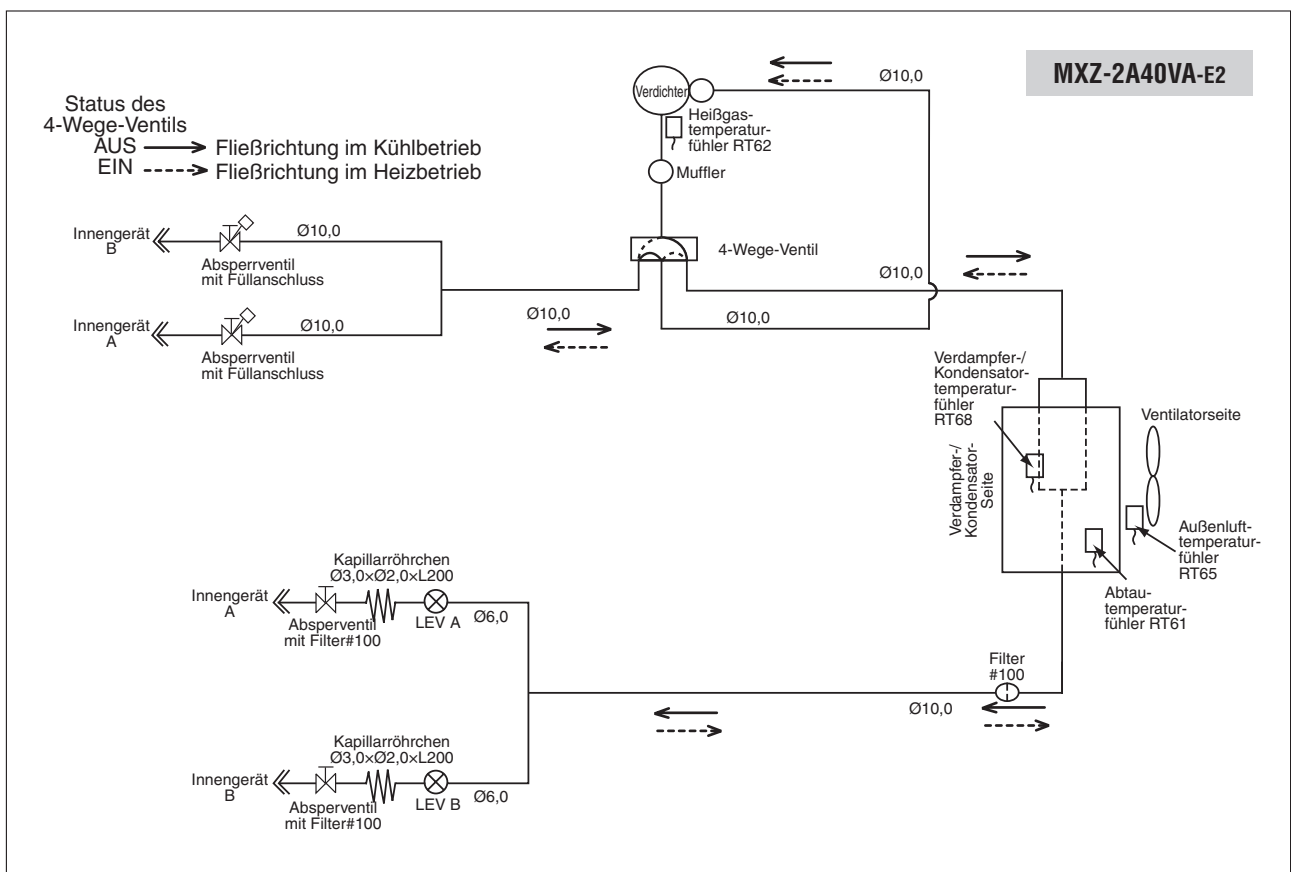 MXZ-2A40VA-E2
Status des
4-Wege-Ventils
AUS Fließrichtung im Kühlbetrieb
EIN Fließrichtung im Heizbetrieb
Verdichter
Ø10,0
Heißgas-
temperatur-
fühler RT62
Muffler
4-Wege-Ventil
Innengerät
B
Ø10,0
Absperrventil
mit Füllanschluss
Innengerät
A
Ø10,0
Absperrventil
mit Füllanschluss
Ø10,0
Ø10,0
Ø10,0
Verdampfer-/
Kondensator-
temperatur-
fühler
RT68
Ventilatorseite
Verdampfer-/
Kondensator-
Seite
Außenluft-
temperatur-
fühler
RT65
Abtau-
temperatur-
fühler RT61
Kapillarröhrchen
Ø3,0×Ø2,0×L200
Innengerät
A
LEV A
Ø6,0
Absperventil
mit Filter#100
Filter
#100
Ø10,0
Kapillarröhrchen
Ø3,0×Ø2,0×L200
Innengerät
B
LEV B
Ø6,0
Absperventil
mit Filter#100